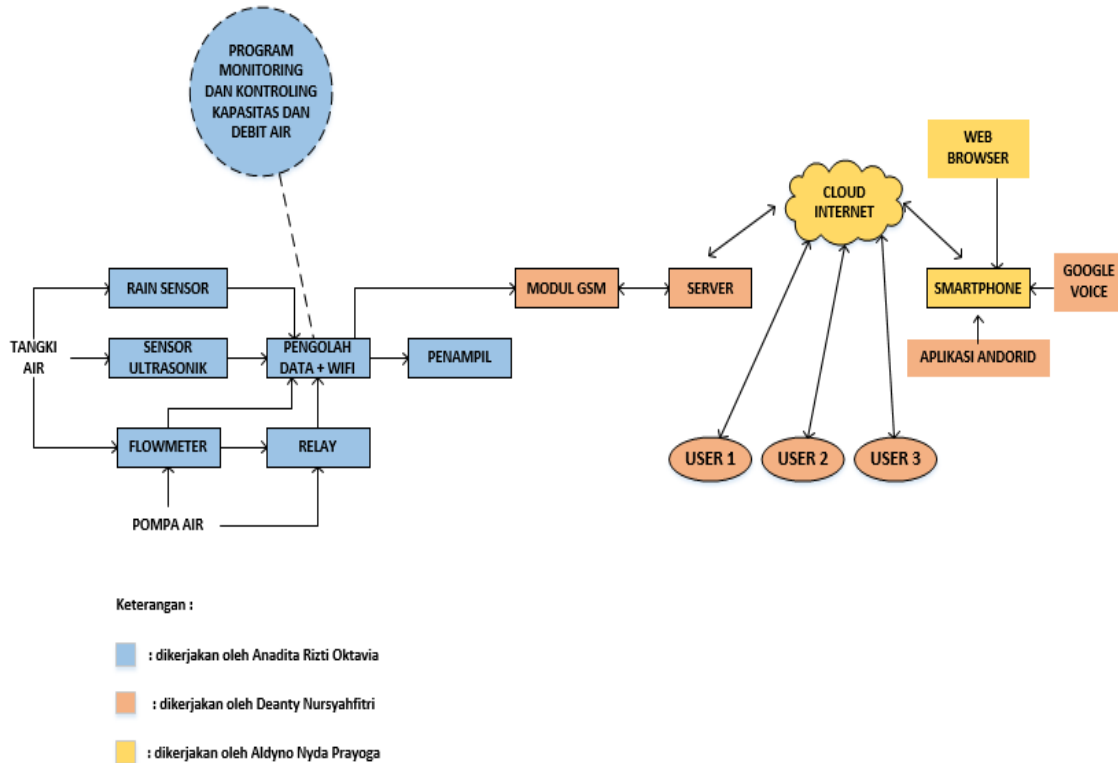 PROGRAM
MONITORING
DAN KONTROLING
KAPASITAS DAN
DEBIT AIR
WEB
BROWSER
CLOUD
INTERNET
RAIN SENSOR
MODUL GSM
SERVER
SMARTPHONE
GOOGLE
VOICE
TANGKI
AIR
SENSOR
ULTRASONIK
PENGOLAH
DATA + WIFI
PENAMPIL
APLIKASI ANDORID
FLOWMETER
RELAY
USER 1
USER 2
USER 3
POMPA AIR
Keterangan :
: dikerjakan oleh Anadita Rizti Oktavia
: dikerjakan oleh Deanty Nursyahfitri
: dikerjakan oleh Aldyno Nyda Prayoga